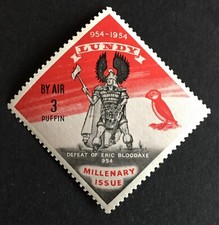 954-1954
LUNDY
BY AIR
3
PUFFIN
DEFEAT OF ERIC BLOODAXE
954
MILLENARY
ISSUE